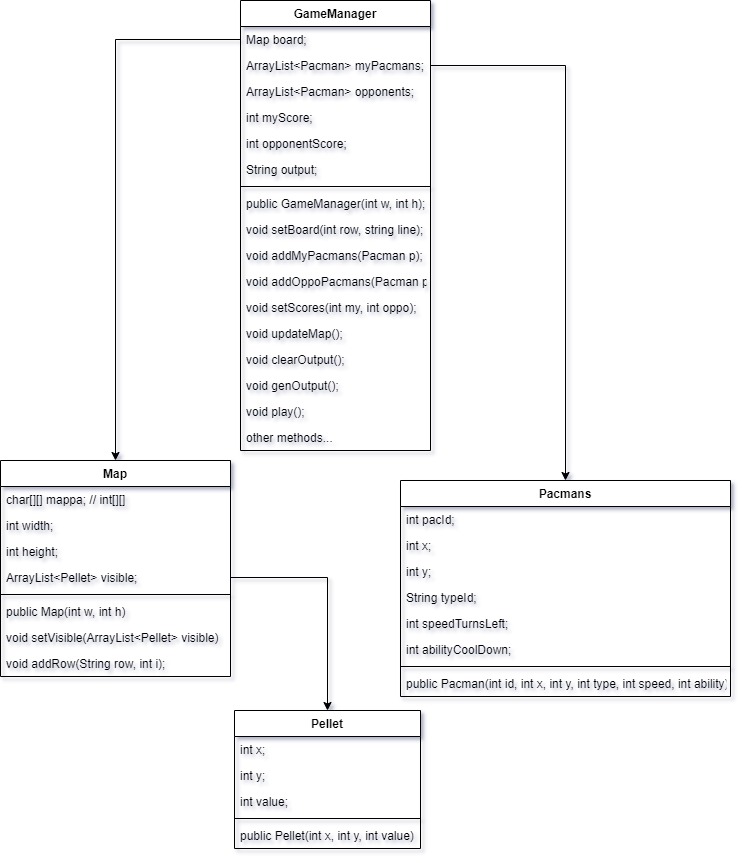 GameManager
Map board;
ArrayList<Pacman> myPacmans;
ArrayList<Pacman> opponents;
int myScore;
int opponentScore;
String output;
public GameManager(int w, int h);
void setBoard(int row, string line);
void addMyPacmans(Pacman p);
void addOppoPacmans(Pacman p
void setScores(int my, int oppo);
void updateMap();
void clearOutput();
void genOutput();
void play();
other methods...
Map
char[][] mappa; // int[][]
int width;
int height;
ArrayList<Pellet> visible;
public Map(int w, int h)
void setVisible(ArrayList<Pellet> visible)
void addRow(String row, int i);
Pacmans
int pacId;
int x;
int y;
String typeId;
int speedTurnsLeft;
int abilityCoolDown;
public Pacman(int id, int x, int y, int type, int speed, int ability)
Pellet
int x;
int y;
int value;
public Pellet(int x, int y, int value)